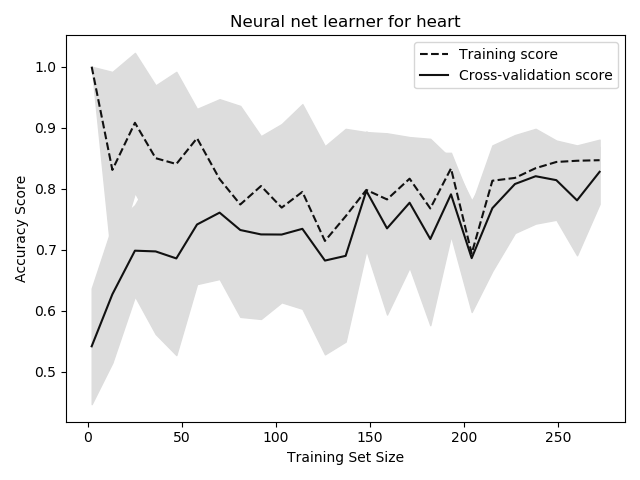 Neural net learner for heart
Training score
Cross-validation score
1.0
0.9
0.8
0.7
0.6
0.5
Accuracy Score
0 50 100 150 200 250
Training Set Size